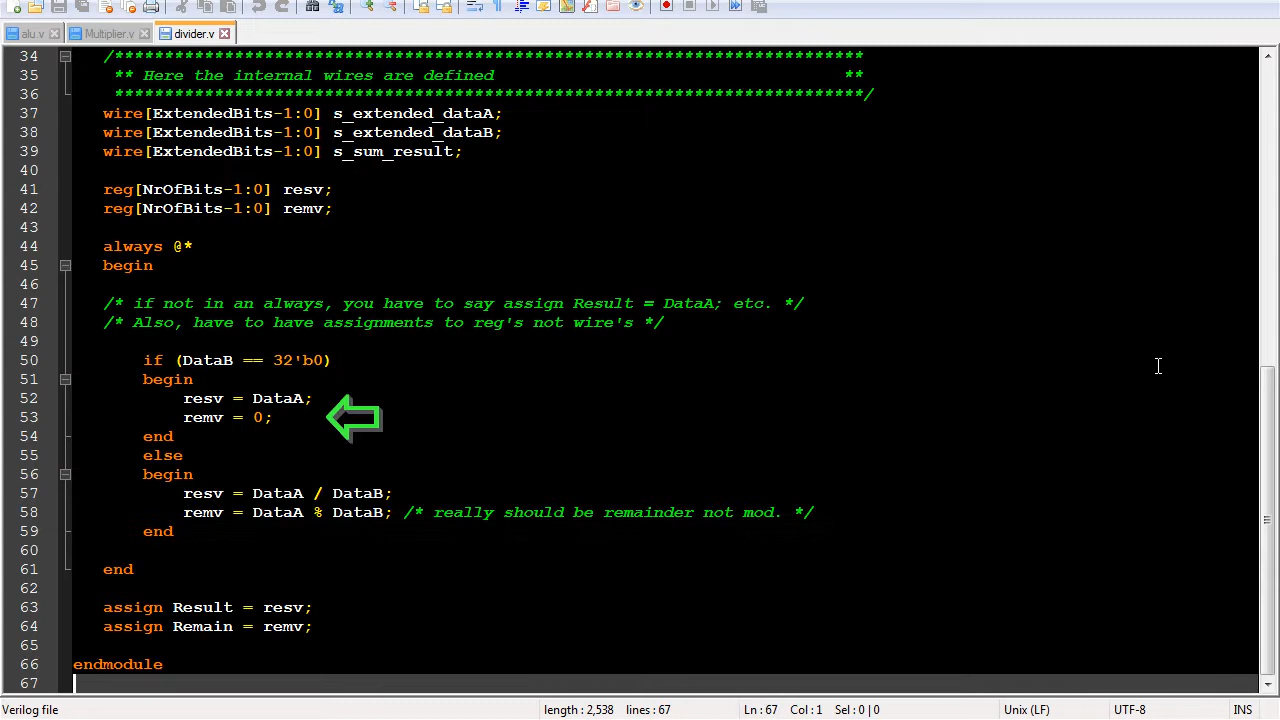 alu.v Multiplier.v divider.v
34 /***************************************************************************
35 ** Here the internal wires are defined **
36 ***************************************************************************/
37 wire[ExtendedBits-1:0] s_extended_dataA;
38 wire[ExtendedBits-1:0] s_extended_dataB;
39 wire[ExtendedBits-1:0] s_sum_result;
40
41 reg[NrOfBits-1:0] resv;
42 reg[NrOfBits-1:0] remv;
43
44 always @*
45 begin
46
47 /* if not in an always, you have to say assign Result = DataA; etc. */
48 /* Also, have to have assignments to reg's not wire's */
49
50 if (DataB == 32'b0)
51 begin
52 resv = DataA;
53 remv = 0;
54 end
55 else
56 begin
57 resv = DataA / DataB;
58 remv = DataA % DataB; /* really should be remainder not mod. */
59 end
60
61 end
62
63 assign Result = resv;
64 assign Remain = remv;
65
66 endmodule
67
Verilog file length : 2,538 lines : 67 Ln : 67 Col : 1 Sel : 0 | 0 Unix (LF) UTF-8 INS